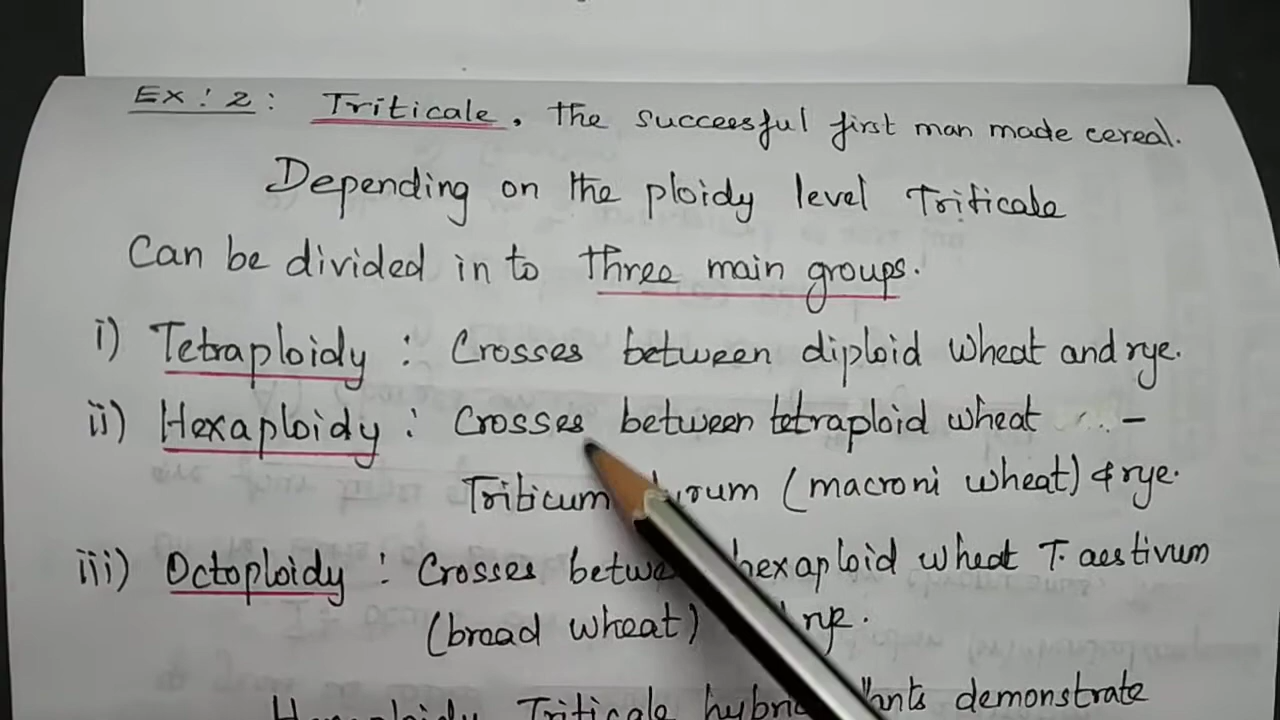 Ex: 2: Triticale, the successful first man made cereal.
Depending on the ploidy level Triticale
Can be divided in to three main groups.
i) Tetraploidy : Crosses between diploid wheat and rye.
ii) Hexaploidy : Crosses between tetraploid wheat -
Triticum (macroni wheat) & rye.
iii) Octoploidy : Crosses hexaploid wheat T. aestivum
(bread wheat) rye.
Triticale demonstrate